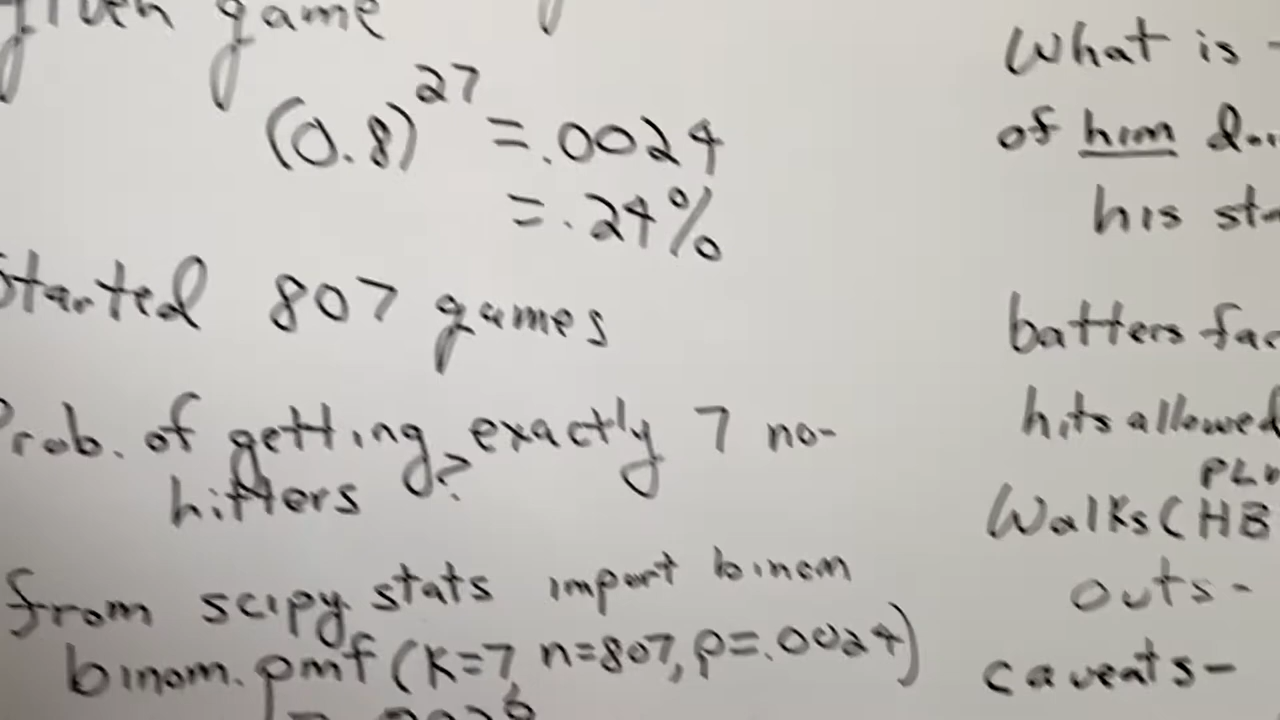 given game
(0.8)^27 = .0024
= .24%
Started 807 games
Prob. of getting exactly 7 no-
hitters?
from scipy.stats import binom
binom.pmf(k=7, n=807, p=.0024)
What is
of him
his
batters
hits allowed
Walks (HB
outs-
caveats-